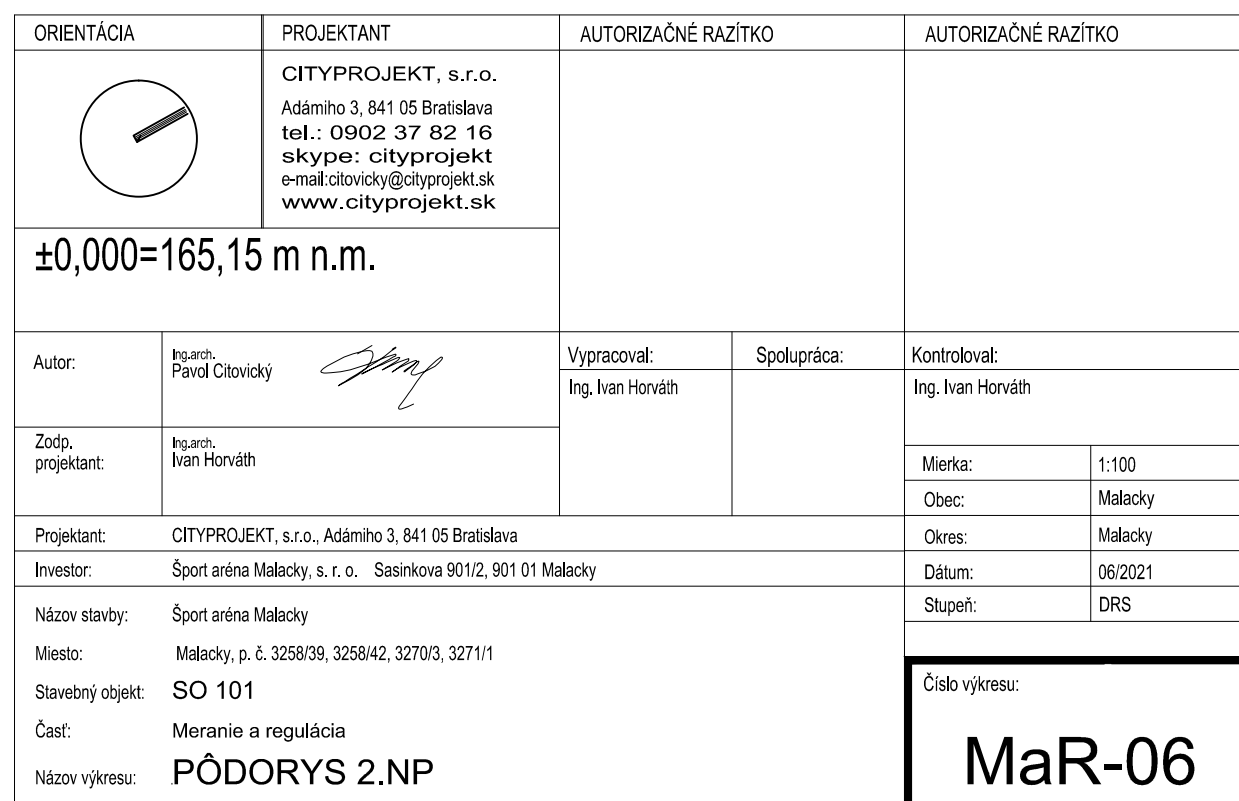 ORIENTÁCIA
PROJEKTANT
AUTORIZAČNÉ RAZÍTKO
AUTORIZAČNÉ RAZÍTKO
CITYPROJEKT, s.r.o.
Adámiho 3, 841 05 Bratislava
tel.: 0902 37 82 16
skype: cityprojekt
e-mail:citovicky@cityprojekt.sk
www.cityprojekt.sk
±0,000=165,15 m n.m.
Autor:
Ing.arch.
Pavol Citovický
Vypracoval:
Spolupráca:
Kontroloval:
Ing. Ivan Horváth
Ing. Ivan Horváth
Zodp.
projektant:
Ing.arch.
Ivan Horváth
Mierka: 1:100
Obec: Malacky
Projektant: CITYPROJEKT, s.r.o., Adámiho 3, 841 05 Bratislava
Okres: Malacky
Investor: Šport aréna Malacky, s. r. o. Sasinkova 901/2, 901 01 Malacky
Dátum: 06/2021
Stupeň: DRS
Názov stavby: Šport aréna Malacky
Miesto: Malacky, p. č. 3258/39, 3258/42, 3270/3, 3271/1
Stavebný objekt: SO 101
Časť: Meranie a regulácia
Názov výkresu: PÔDORYS 2.NP
Číslo výkresu:
MaR-06